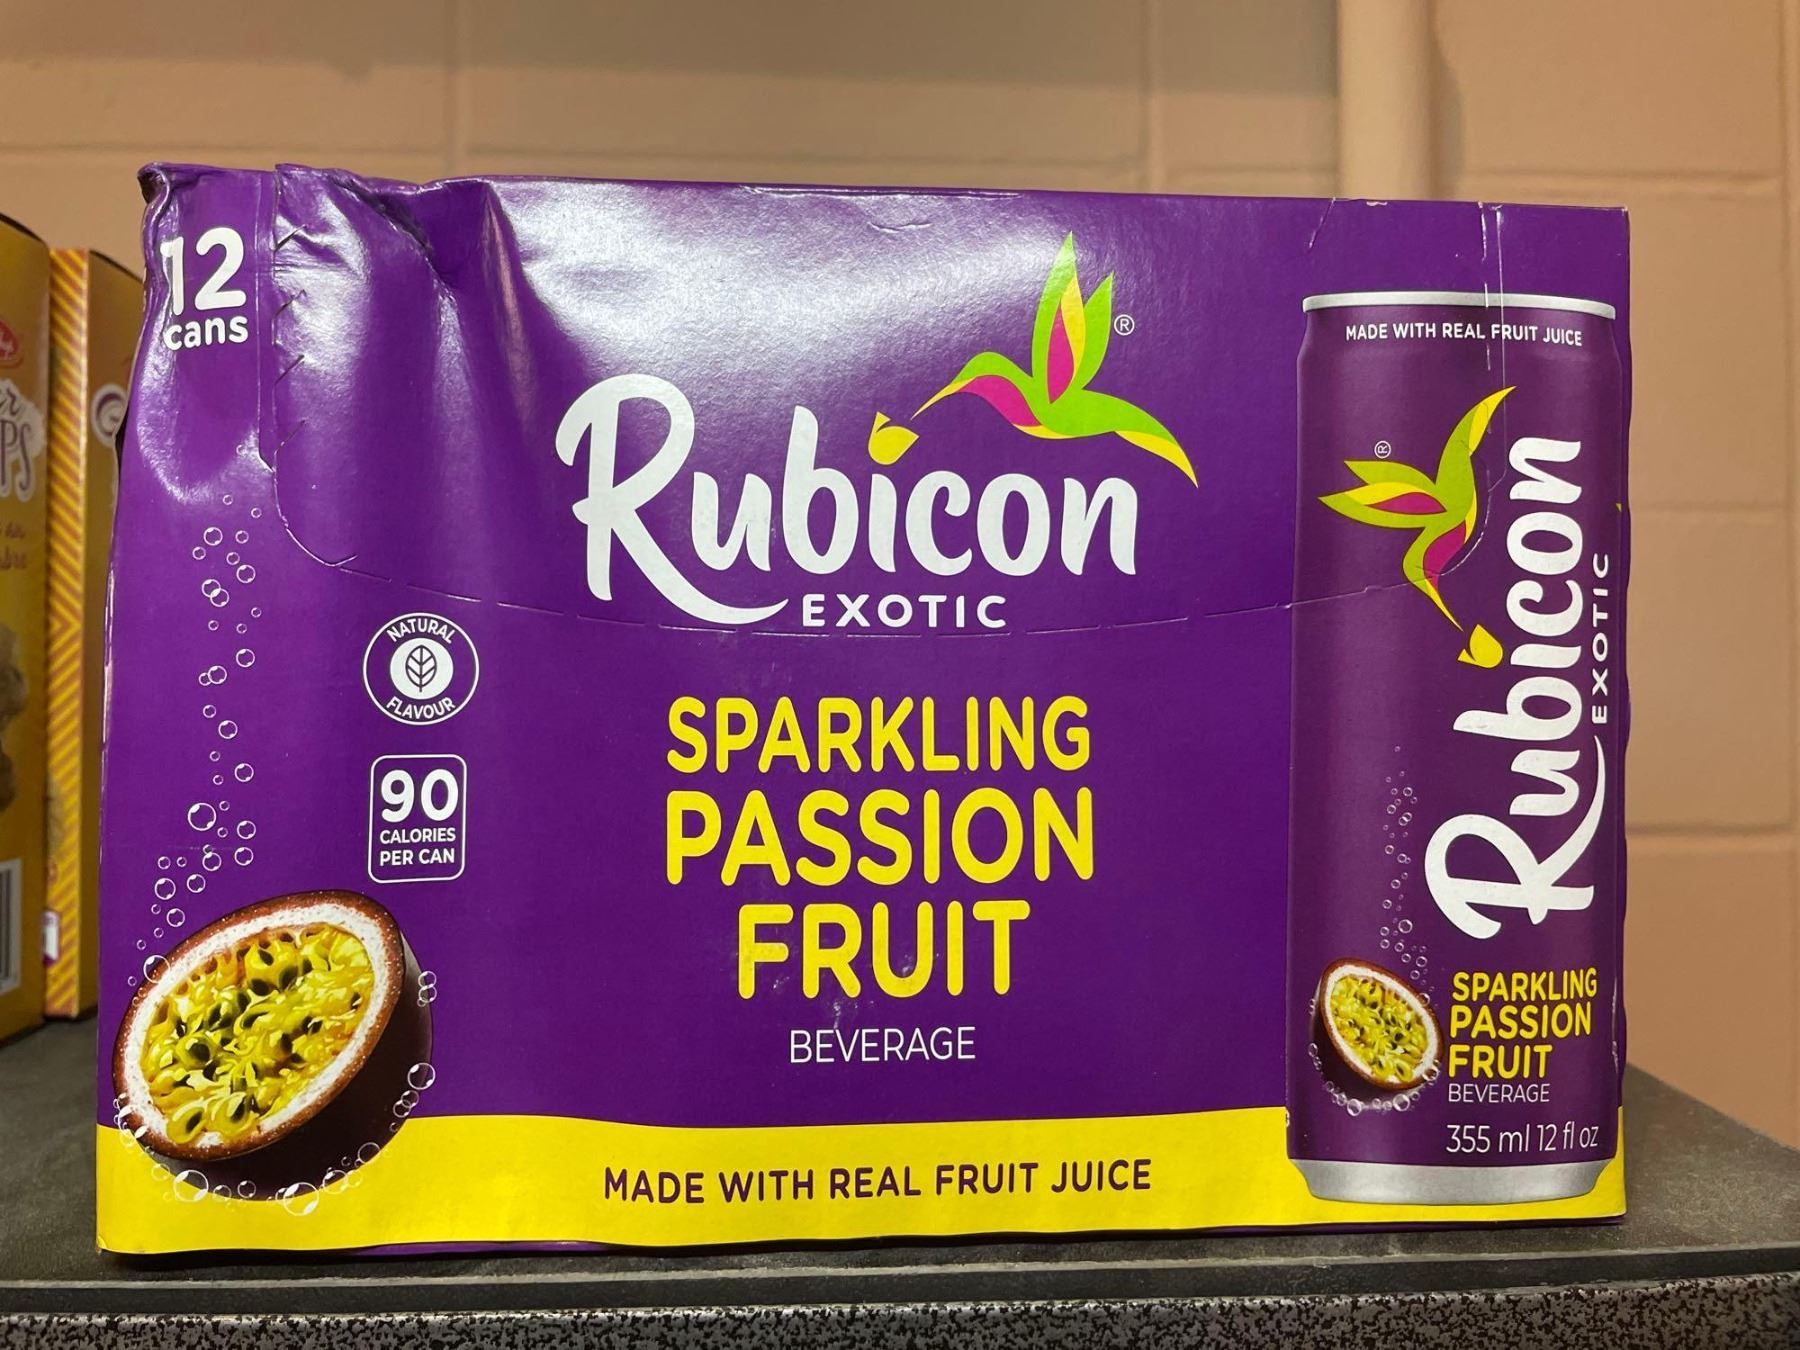 12
cans
Rubicon
®
EXOTIC
NATURAL
FLAVOUR
90
CALORIES
PER CAN
SPARKLING
PASSION
FRUIT
BEVERAGE
MADE WITH REAL FRUIT JUICE
MADE WITH REAL FRUIT JUICE
®
Rubicon
EXOTIC
SPARKLING
PASSION
FRUIT
BEVERAGE
355 ml 12 fl oz